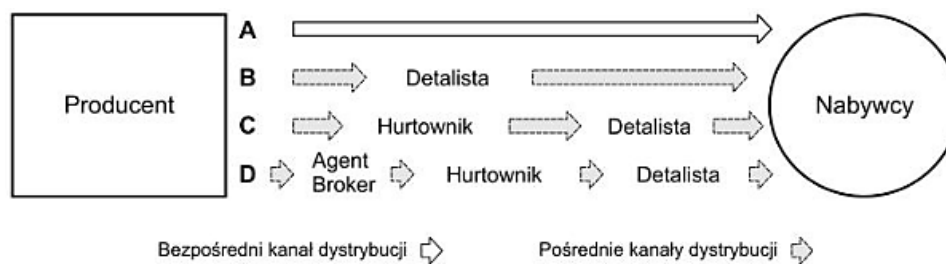 Producent
A
B Detalista
C Hurtownik Detalista
D Agent Broker Hurtownik Detalista
Nabywcy
Bezpośredni kanał dystrybucji Pośrednie kanały dystrybucji